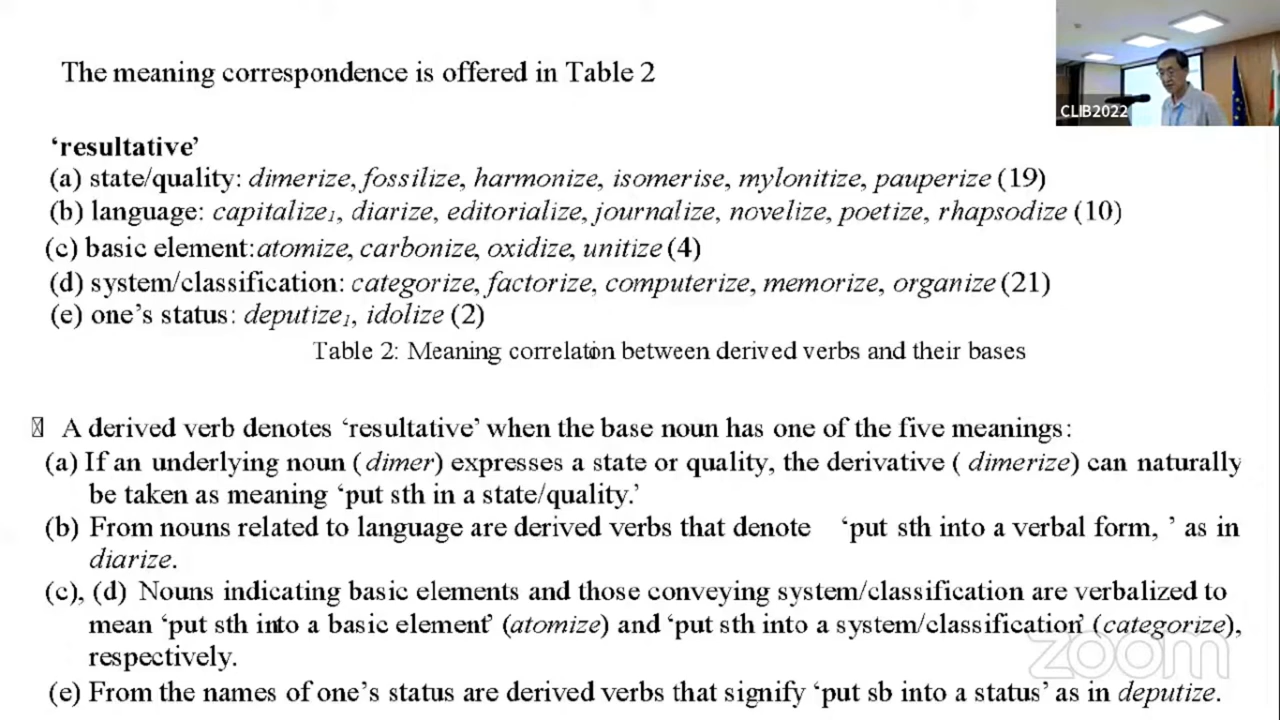 The meaning correspondence is offered in Table 2
CLIB2022
‘resultative’
(a) state/quality: dimerize, fossilize, harmonize, isomerise, mylonitize, pauperize (19)
(b) language: capitalize₁, diarize, editorialize, journalize, novelize, poetize, rhapsodize (10)
(c) basic element: atomize, carbonize, oxidize, unitize (4)
(d) system/classification: categorize, factorize, computerize, memorize, organize (21)
(e) one’s status: deputize₁, idolize (2)
Table 2: Meaning correlaton between derived verbs and their bases
A derived verb denotes ‘resultative’ when the base noun has one of the five meanings:
(a) If an underlying noun (dimer) expresses a state or quality, the derivative ( dimerize) can naturally
be taken as meaning ‘put sth in a state/quality.’
(b) From nouns related to language are derived verbs that denote ‘put sth into a verbal form, ’ as in
diarize.
(c), (d) Nouns indicating basic elements and those conveying system/classification are verbalized to
mean ‘put sth into a basic element’ (atomize) and ‘put sth into a system/classification’ (categorize),
respectively.
(e) From the names of one’s status are derived verbs that signify ‘put sb into a status’ as in deputize.
zoom